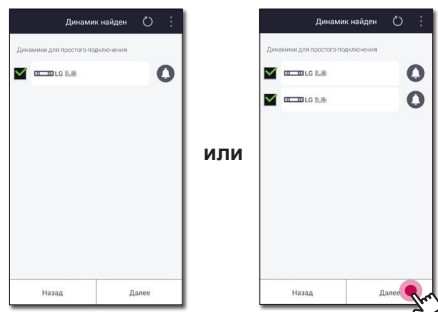 Динамик найден
Динамики для простого подключения
LG
Назад
Далее
или
Динамик найден
Динамики для простого подключения
LG
LG
Назад
Далее